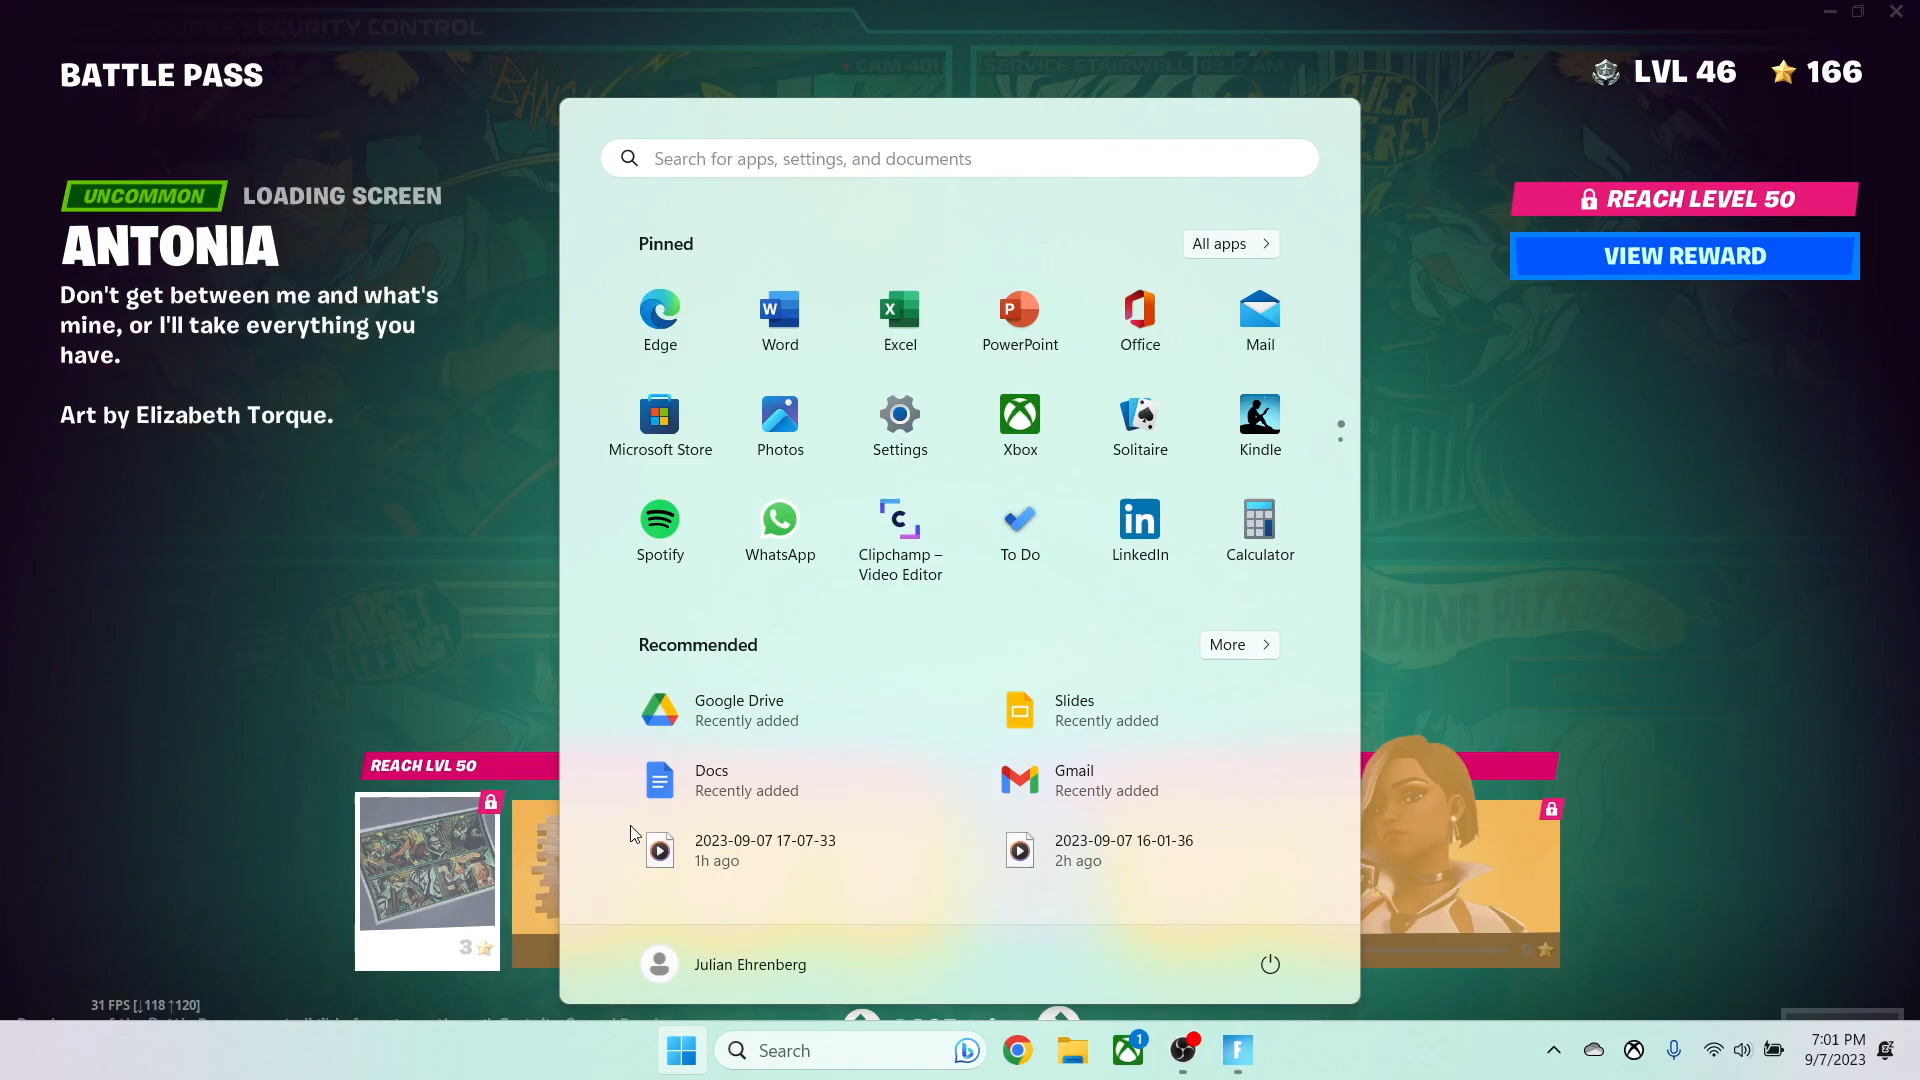 BATTLE PASS
LVL 46
166
UNCOMMON
LOADING SCREEN
ANTONIA
Don't get between me and what's
mine, or I'll take everything you
have.
Art by Elizabeth Torque.
REACH LEVEL 50
VIEW REWARD
Search for apps, settings, and documents
Pinned
All apps
Edge
Word
Excel
PowerPoint
Office
Mail
Microsoft Store
Photos
Settings
Xbox
Solitaire
Kindle
Spotify
WhatsApp
Clipchamp –
Video Editor
To Do
LinkedIn
Calculator
Recommended
More
Google Drive
Recently added
Slides
Recently added
Docs
Recently added
Gmail
Recently added
2023-09-07 17-07-33
1h ago
2023-09-07 16-01-36
2h ago
Julian Ehrenberg
REACH LVL 50
3
31 FPS [↓118 ↑120]
Search
1
7:01 PM
9/7/2023